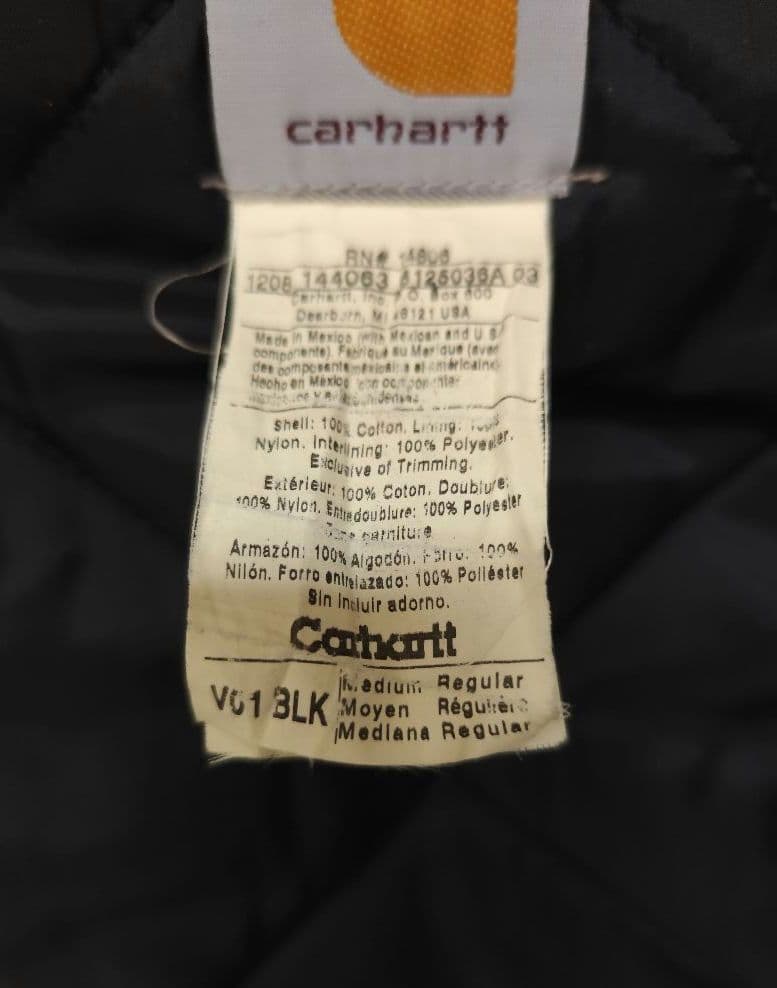 carhartt
RN# 14806
1208 144063 A126036A 03
Carhartt, Inc. P.O. Box 600
Dearborn, MI 48121 USA
Made in Mexico (with Mexican and U S
components). Fabriqué au Mexique (avec
des composants mexicains et américains)
Hecho en México con componentes
Shell: 100% Cotton. Lining: 100%
Nylon. Interlining: 100% Polyester.
Exclusive of Trimming.
Extérieur: 100% Coton. Doublure:
100% Nylon. Entredoublure: 100% Polyester
Sans garniture
Armazón: 100% Algodón. Forro: 100%
Nilón. Forro entrelazado: 100% Poliéster
Sin Incluir adorno.
Carhartt
V01 BLK
Medium Regular
Moyen Régulière
Mediana Regular